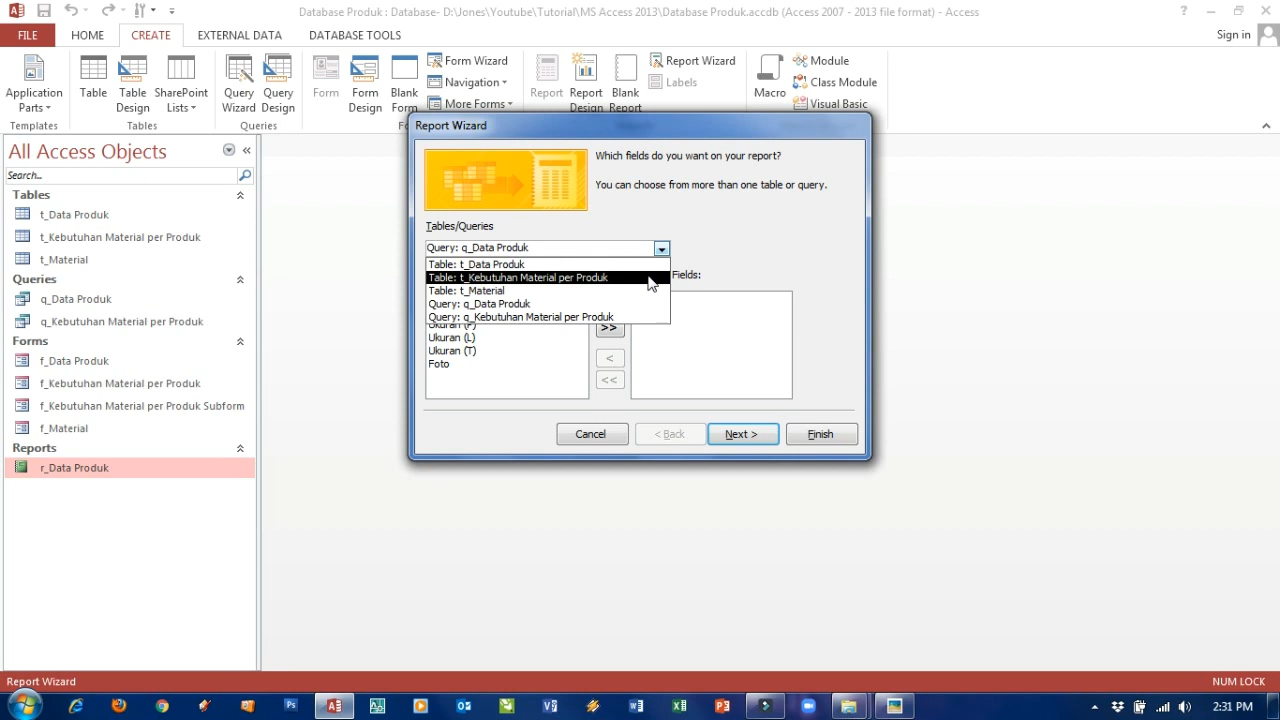 Database Produk : Database- D:\Jones\Youtube\Tutorial\MS Access 2013\Database Produk.accdb (Access 2007 - 2013 file format) - Access
FILE HOME CREATE EXTERNAL DATA DATABASE TOOLS Sign in
Application Parts
Table
Table Design
SharePoint Lists
Query Wizard
Query Design
Form
Form Design
Blank Form
Form Wizard
Navigation
More Forms
Report
Report Design
Blank Report
Report Wizard
Labels
Macro
Module
Class Module
Visual Basic
Templates Tables Queries
All Access Objects
Search...
Tables
t_Data Produk
t_Kebutuhan Material per Produk
t_Material
Queries
q_Data Produk
q_Kebutuhan Material per Produk
Forms
f_Data Produk
f_Kebutuhan Material per Produk
f_Kebutuhan Material per Produk Subform
f_Material
Reports
r_Data Produk
Report Wizard
Which fields do you want on your report?
You can choose from more than one table or query.
Tables/Queries
Query: q_Data Produk
Table: t_Data Produk
Table: t_Kebutuhan Material per Produk
Table: t_Material
Query: q_Data Produk
Query: q_Kebutuhan Material per Produk
Fields:
Ukuran (P)
Ukuran (L)
Ukuran (T)
Foto
>>
<
<<
Cancel < Back Next > Finish
Report Wizard NUM LOCK
2:31 PM